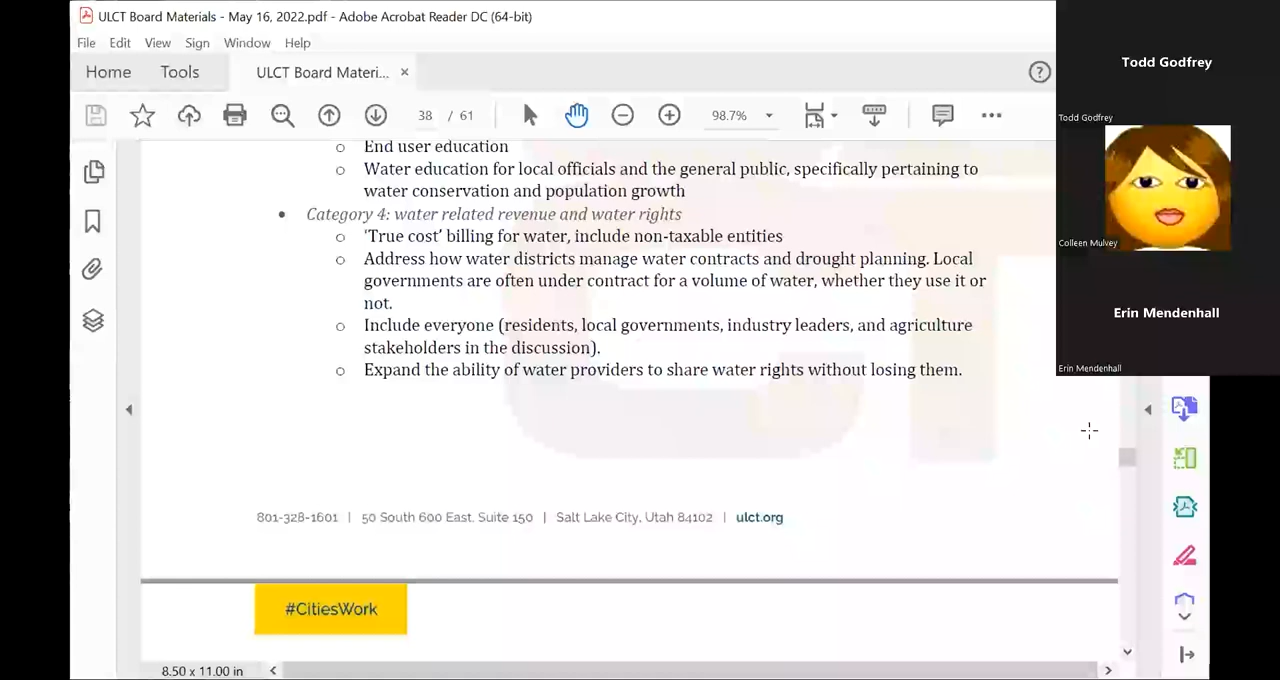 ULCT Board Materials - May 16, 2022.pdf - Adobe Acrobat Reader DC (64-bit)
File Edit View Sign Window Help
Home Tools ULCT Board Materi... ×
38 / 61 98.7%
o End user education
o Water education for local officials and the general public, specifically pertaining to
water conservation and population growth
• Category 4: water related revenue and water rights
o 'True cost' billing for water, include non-taxable entities
o Address how water districts manage water contracts and drought planning. Local
governments are often under contract for a volume of water, whether they use it or
not.
o Include everyone (residents, local governments, industry leaders, and agriculture
stakeholders in the discussion).
o Expand the ability of water providers to share water rights without losing them.
801-328-1601 | 50 South 600 East, Suite 150 | Salt Lake City, Utah 84102 | ulct.org
#CitiesWork
8.50 x 11.00 in
Todd Godfrey
Todd Godfrey
Colleen Mulvey
Erin Mendenhall
Erin Mendenhall